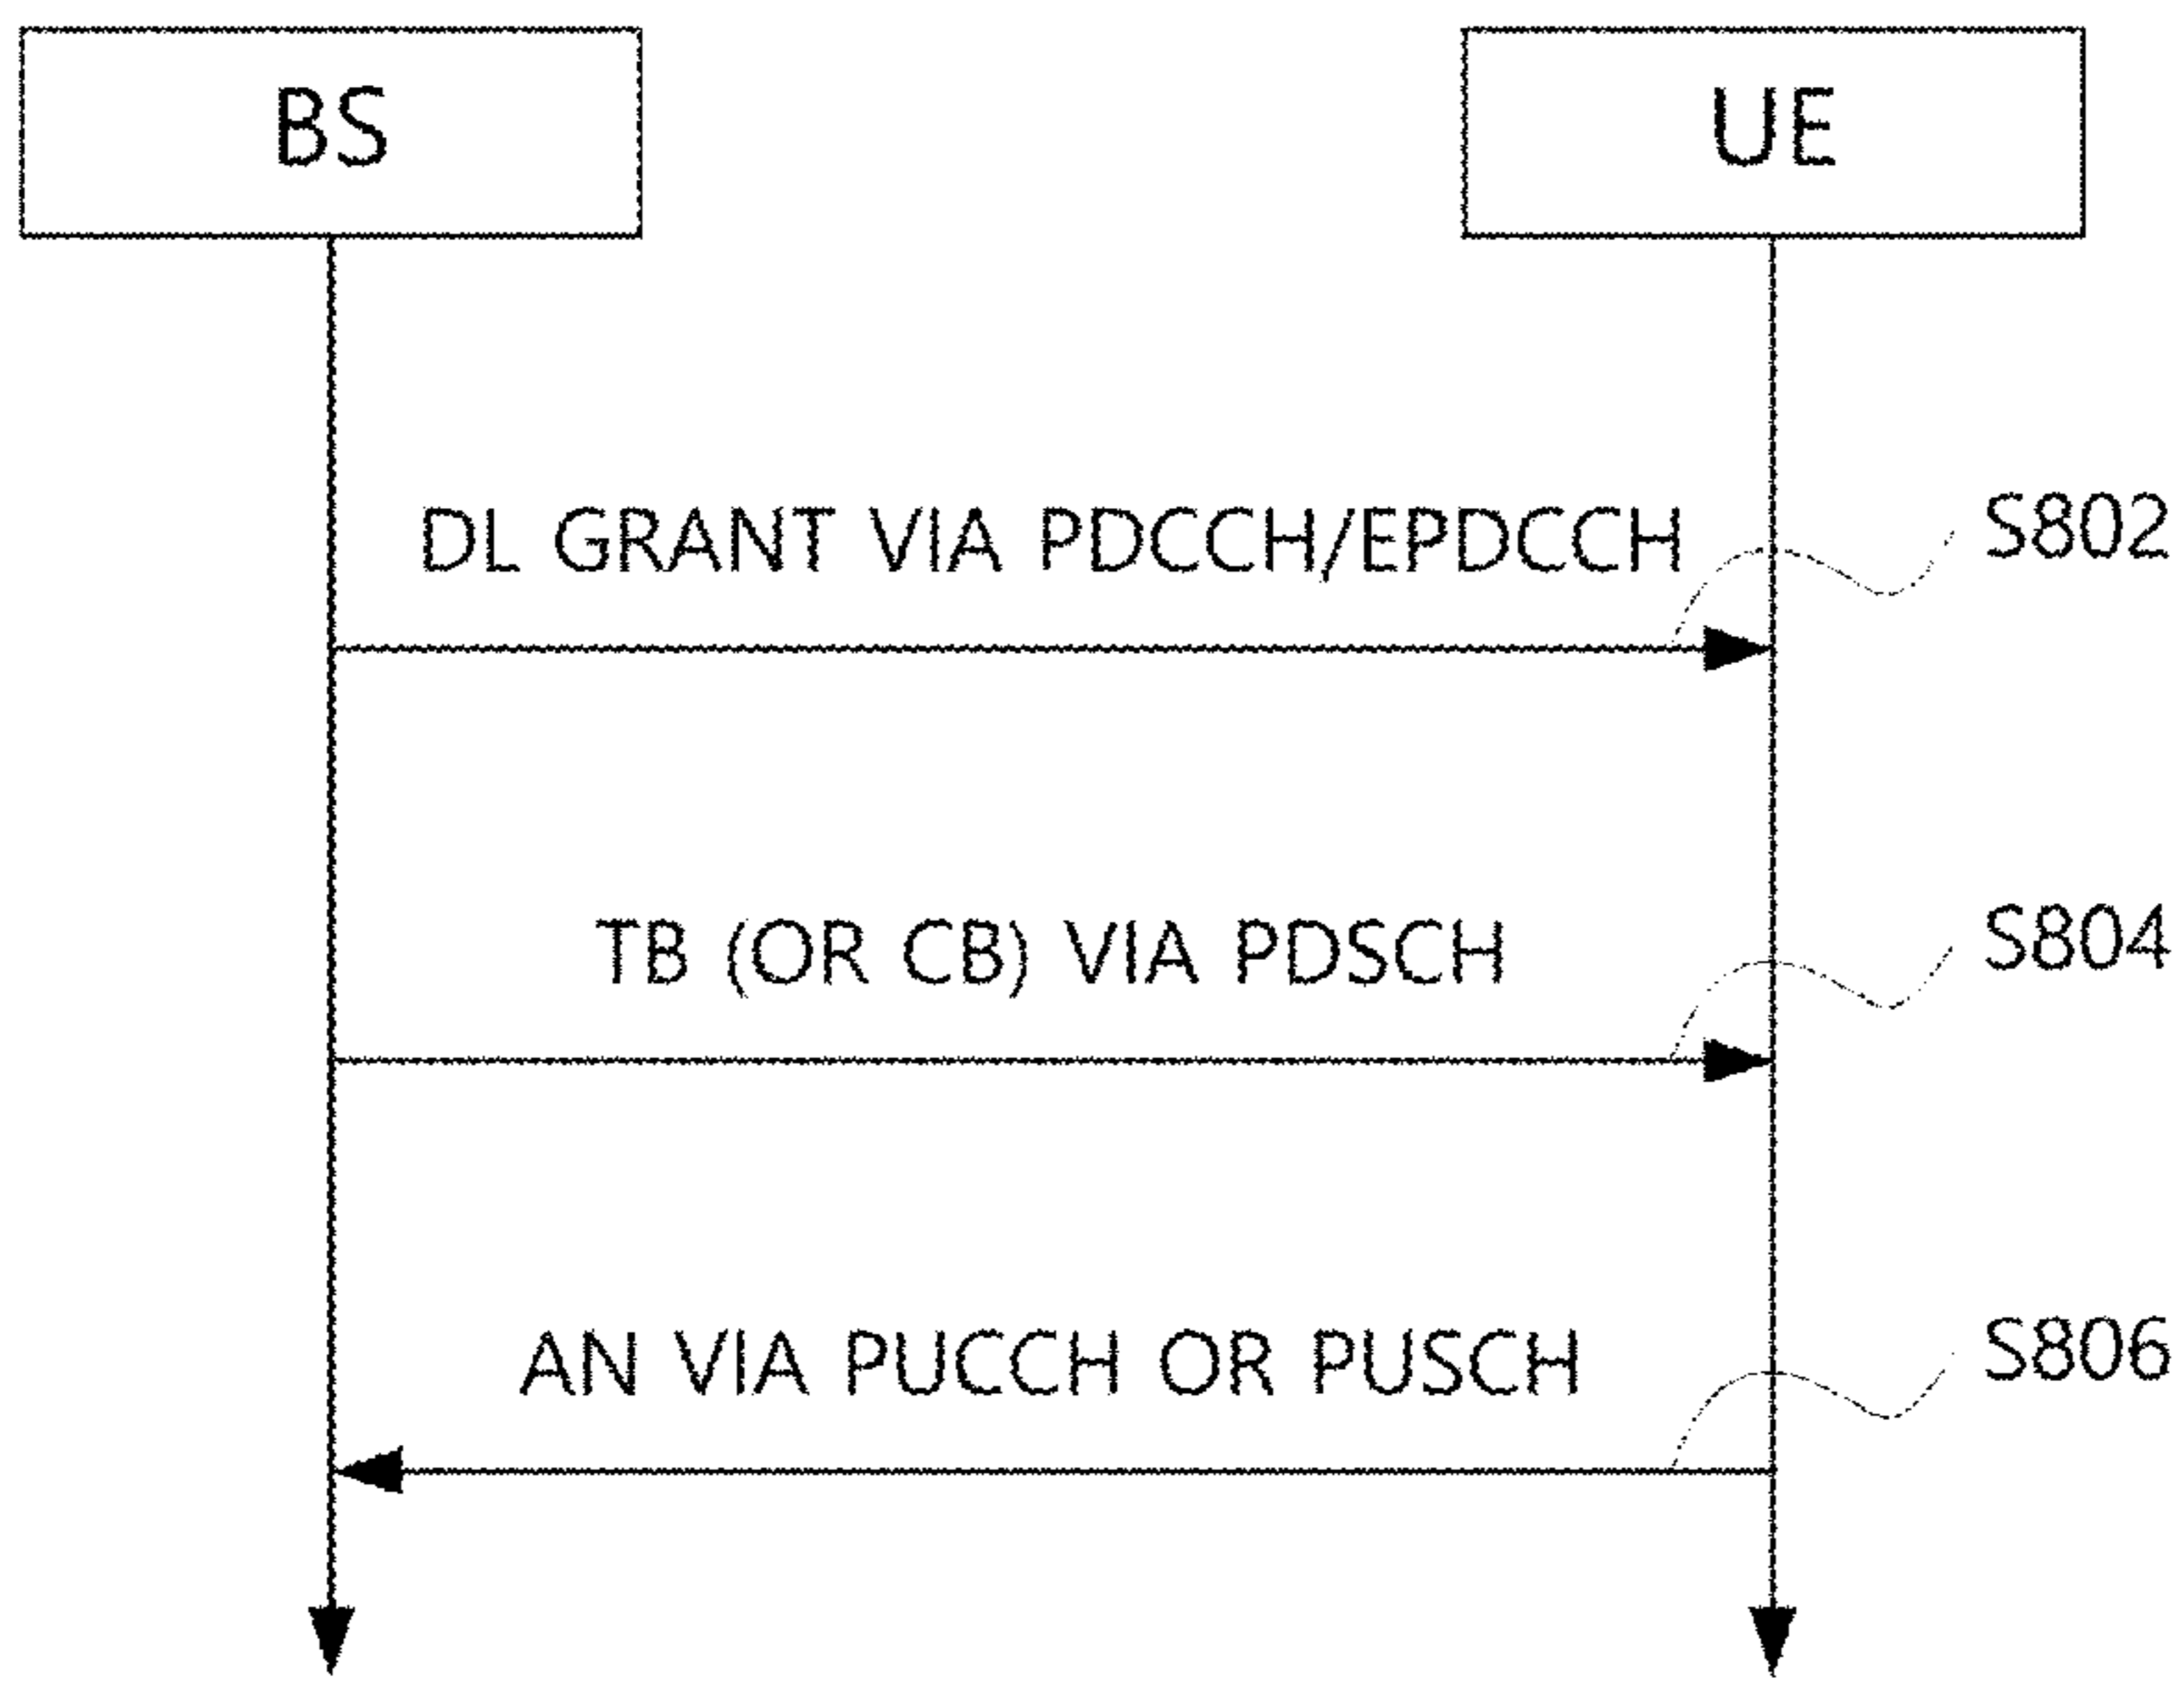 BS
UE
DL GRANT VIA PDCCH/EPDCCH
S802
TB (OR CB) VIA PDSCH
S804
AN VIA PUCCH OR PUSCH
S806